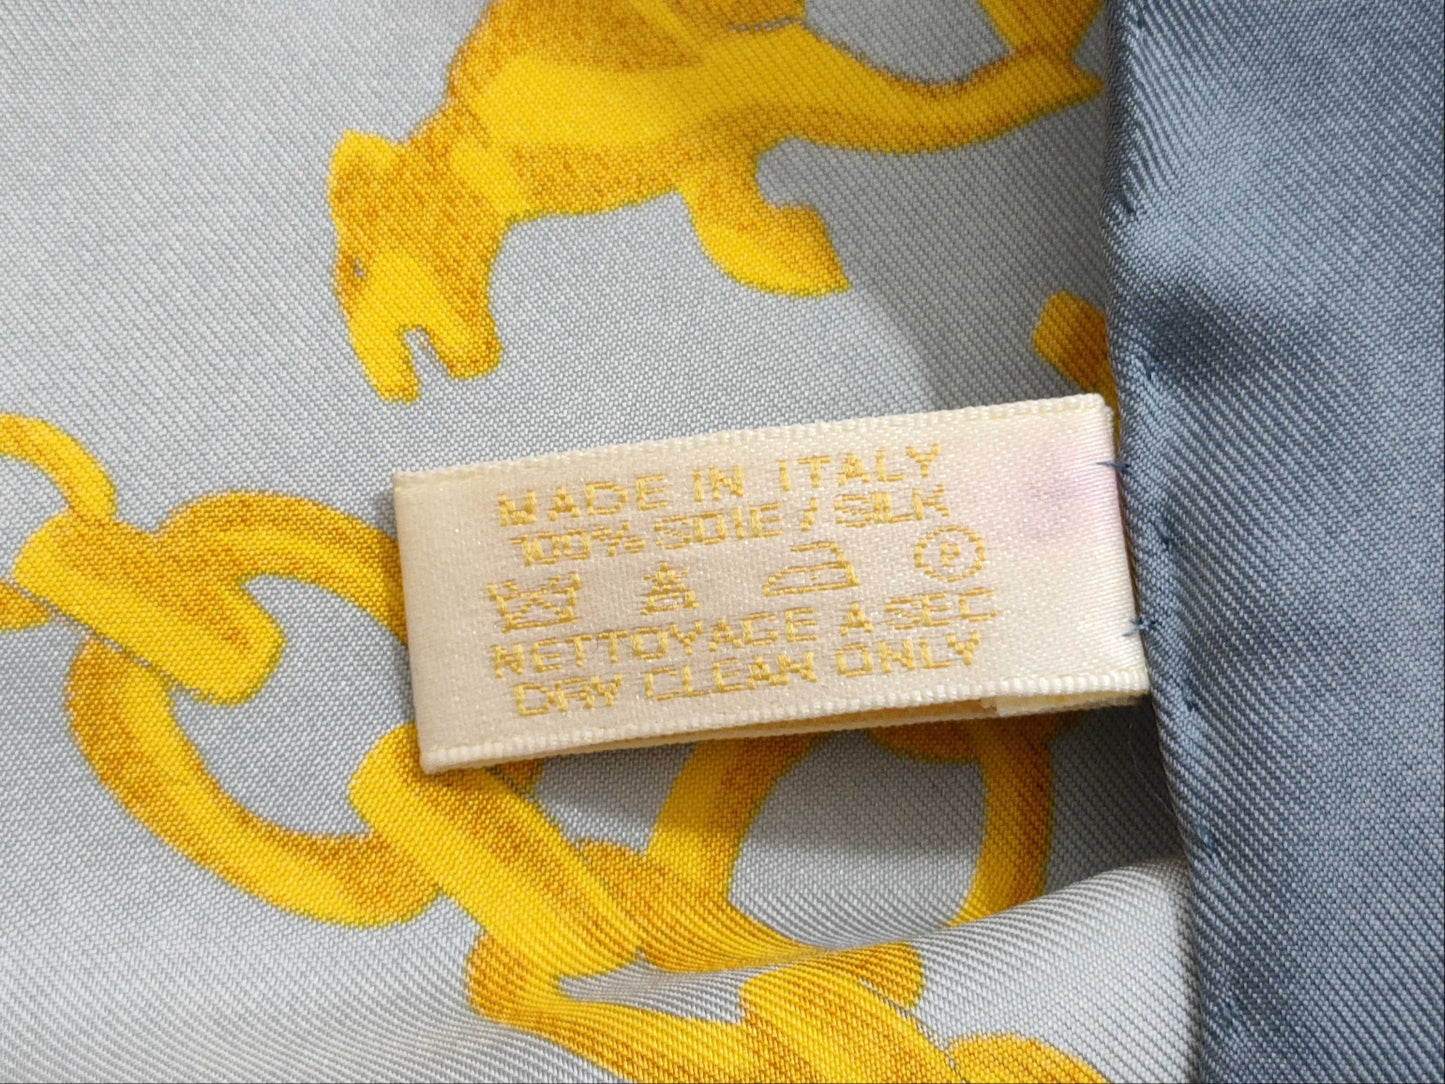 MADE IN ITALY
100% SOIE / SILK
P
NETTOYAGE A SEC
DRY CLEAN ONLY